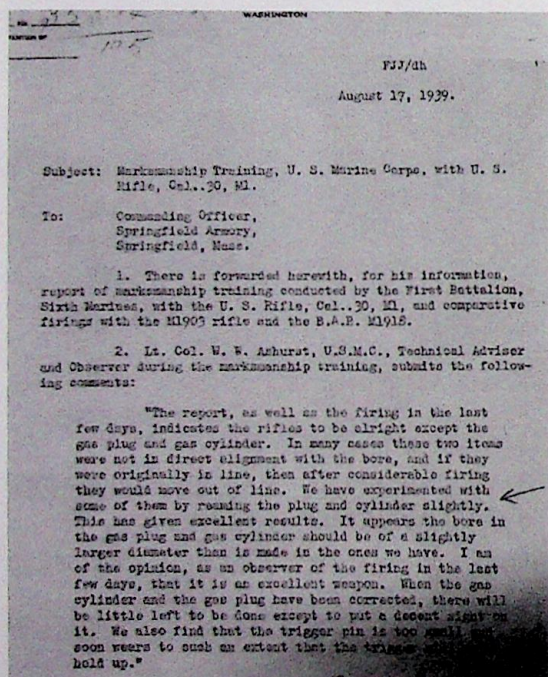 WASHINGTON
FJJ/dh
August 17, 1939.
Subject: Marksmanship Training, U. S. Marine Corps, with U. S.
Rifle, Cal..30, M1.
To: Commanding Officer,
Springfield Armory,
Springfield, Mass.
1. There is forwarded herewith, for his information,
report of marksmanship training conducted by the First Battalion,
Sixth Marines, with the U. S. Rifle, Cal..30, M1, and comparative
firings with the M1903 rifle and the B.A.R. M1918.
2. Lt. Col. W. W. Ashurst, U.S.M.C., Technical Adviser
and Observer during the marksmanship training, submits the follow-
ing comments:
"The report, as well as the firing in the last
few days, indicates the rifles to be alright except the
gas plug and gas cylinder. In many cases these two items
were not in direct alignment with the bore, and if they
were originally in line, then after considerable firing
they would move out of line. We have experimented with
some of them by reaming the plug and cylinder slightly.
This has given excellent results. It appears the bore in
the gas plug and gas cylinder should be of a slightly
larger diameter than is made in the ones we have. I am
of the opinion, as an observer of the firing in the last
few days, that it is an excellent weapon. When the gas
cylinder and the gas plug have been corrected, there will
be little left to be done except to put a decent sight on
it. We also find that the trigger pin is too small
soon wears to such an extent that the trigger
hold up."